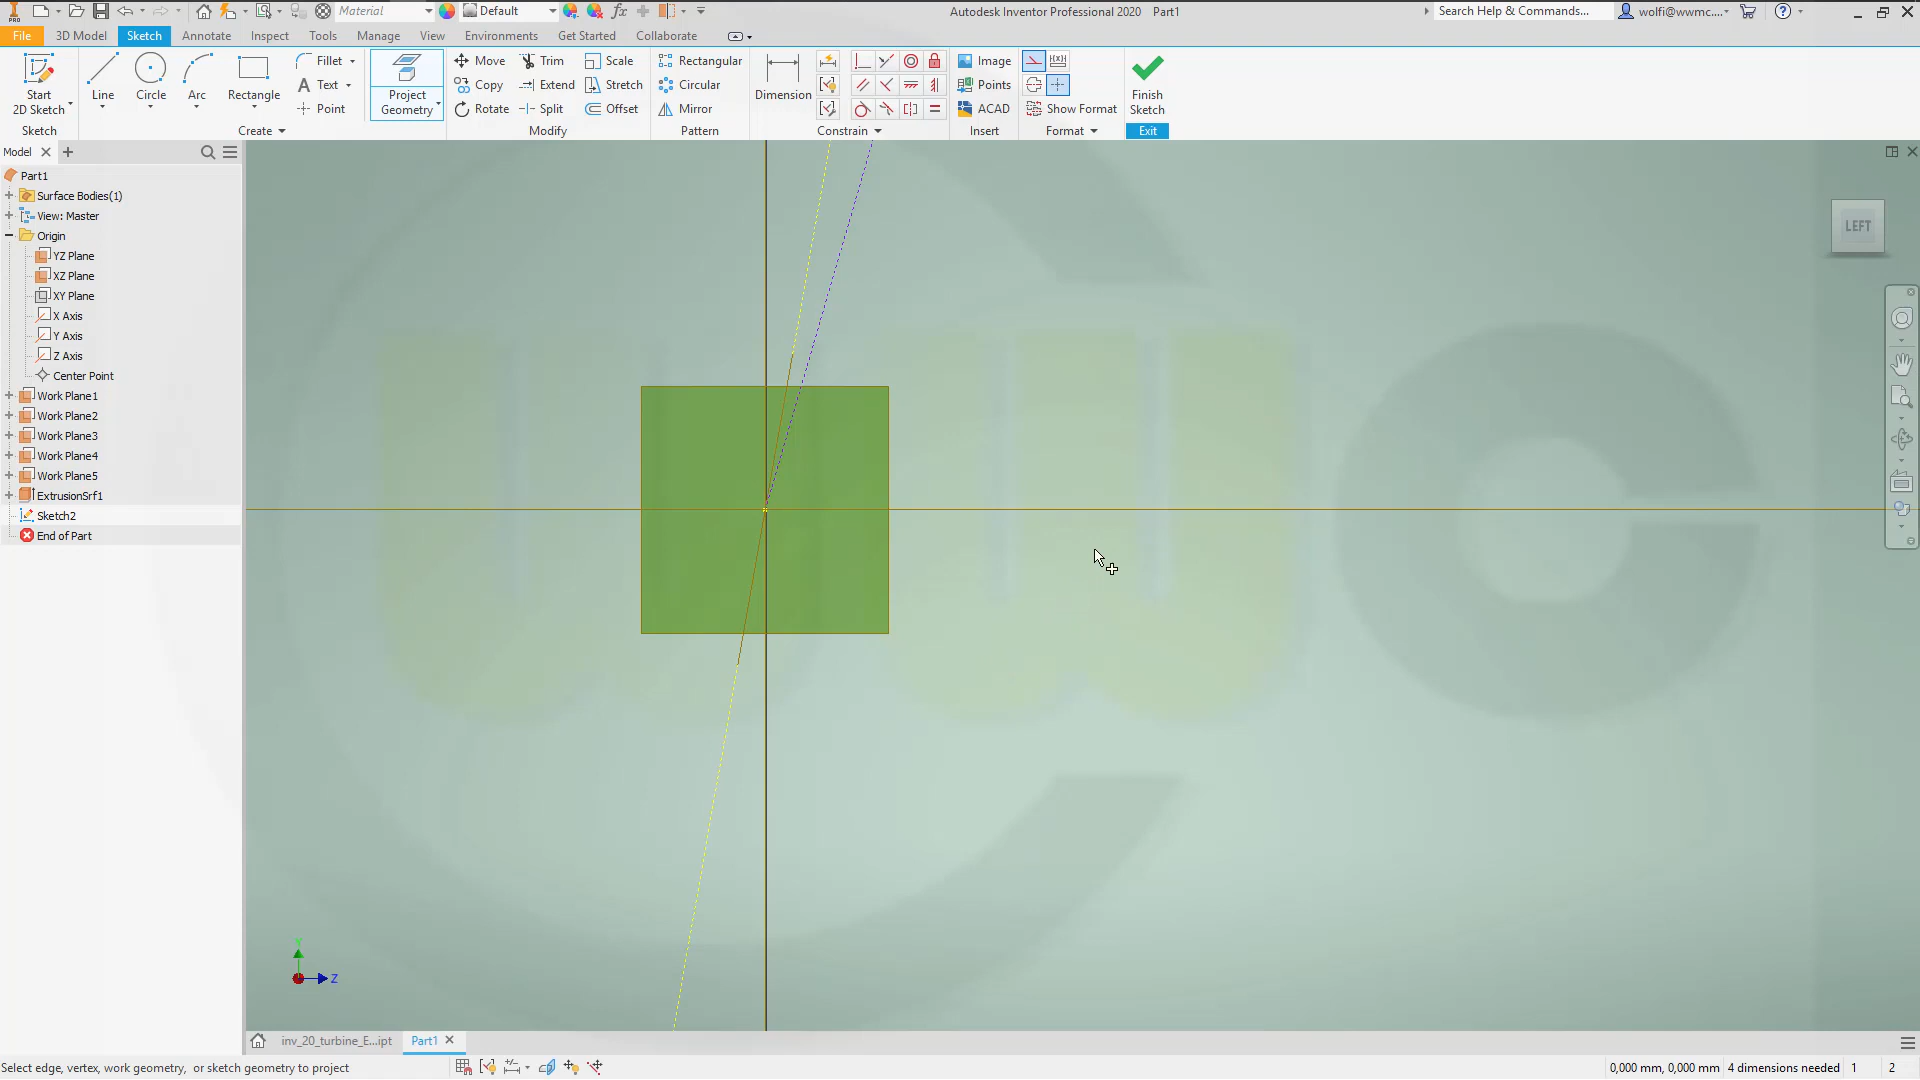 PRO
Material
Default
fx
Autodesk Inventor Professional 2020 Part1
Search Help & Commands...
wolfi@wwmc....
File
3D Model
Sketch
Annotate
Inspect
Tools
Manage
View
Environments
Get Started
Collaborate
Start
2D Sketch
Line
Circle
Arc
Rectangle
Fillet
Text
Point
Project
Geometry
Move
Copy
Rotate
Trim
Extend
Split
Scale
Stretch
Offset
Rectangular
Circular
Mirror
Dimension
Image
Points
ACAD
Show Format
Finish
Sketch
Sketch
Create
Modify
Pattern
Constrain
Insert
Format
Exit
Model
Part1
Surface Bodies(1)
View: Master
Origin
YZ Plane
XZ Plane
XY Plane
X Axis
Y Axis
Z Axis
Center Point
Work Plane1
Work Plane2
Work Plane3
Work Plane4
Work Plane5
ExtrusionSrf1
Sketch2
End of Part
LEFT
Y
Z
inv_20_turbine_E...ipt
Part1
Select edge, vertex, work geometry, or sketch geometry to project
0,000 mm, 0,000 mm
4 dimensions needed
1
2